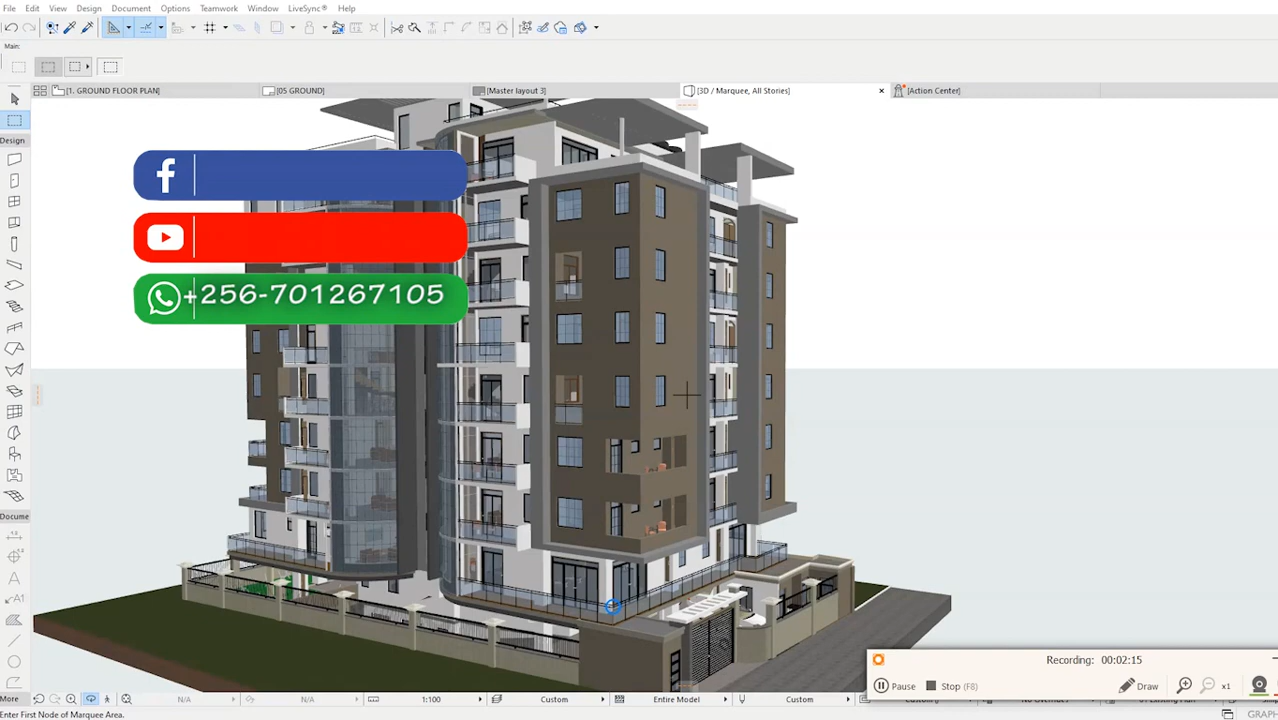 File Edit View Design Document Options Teamwork Window LiveSync® Help
Main:
[1. GROUND FLOOR PLAN] [05 GROUND] [Master layout 3] [3D / Marquee, All Stories] [Action Center]
Design
+256-701267105
Docume
A
A1
Recording: 00:02:15
Pause Stop (F8) Draw x1
More N/A N/A 1:100 Custom Entire Model Custom
Enter First Node of Marquee Area. GRAPH